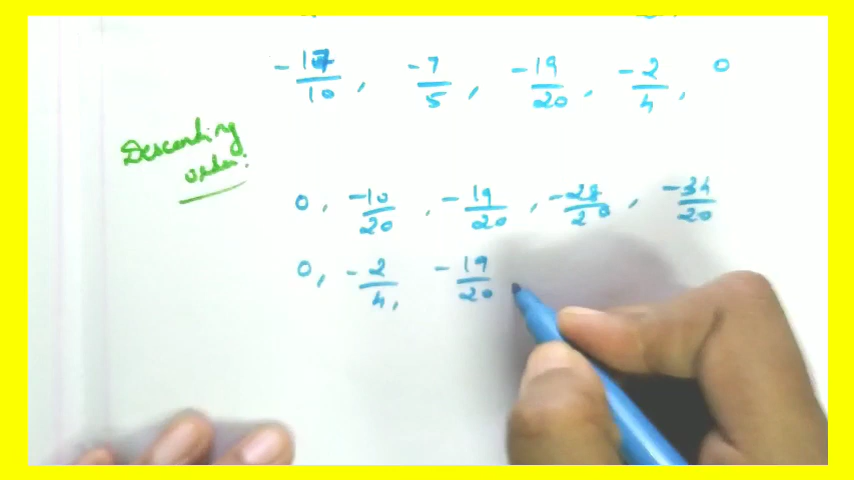 -17/10, -7/5, -19/20, -2/4, 0
Descending order:
0, -10/20, -19/20, -28/20, -34/20
0, -2/4, -19/20